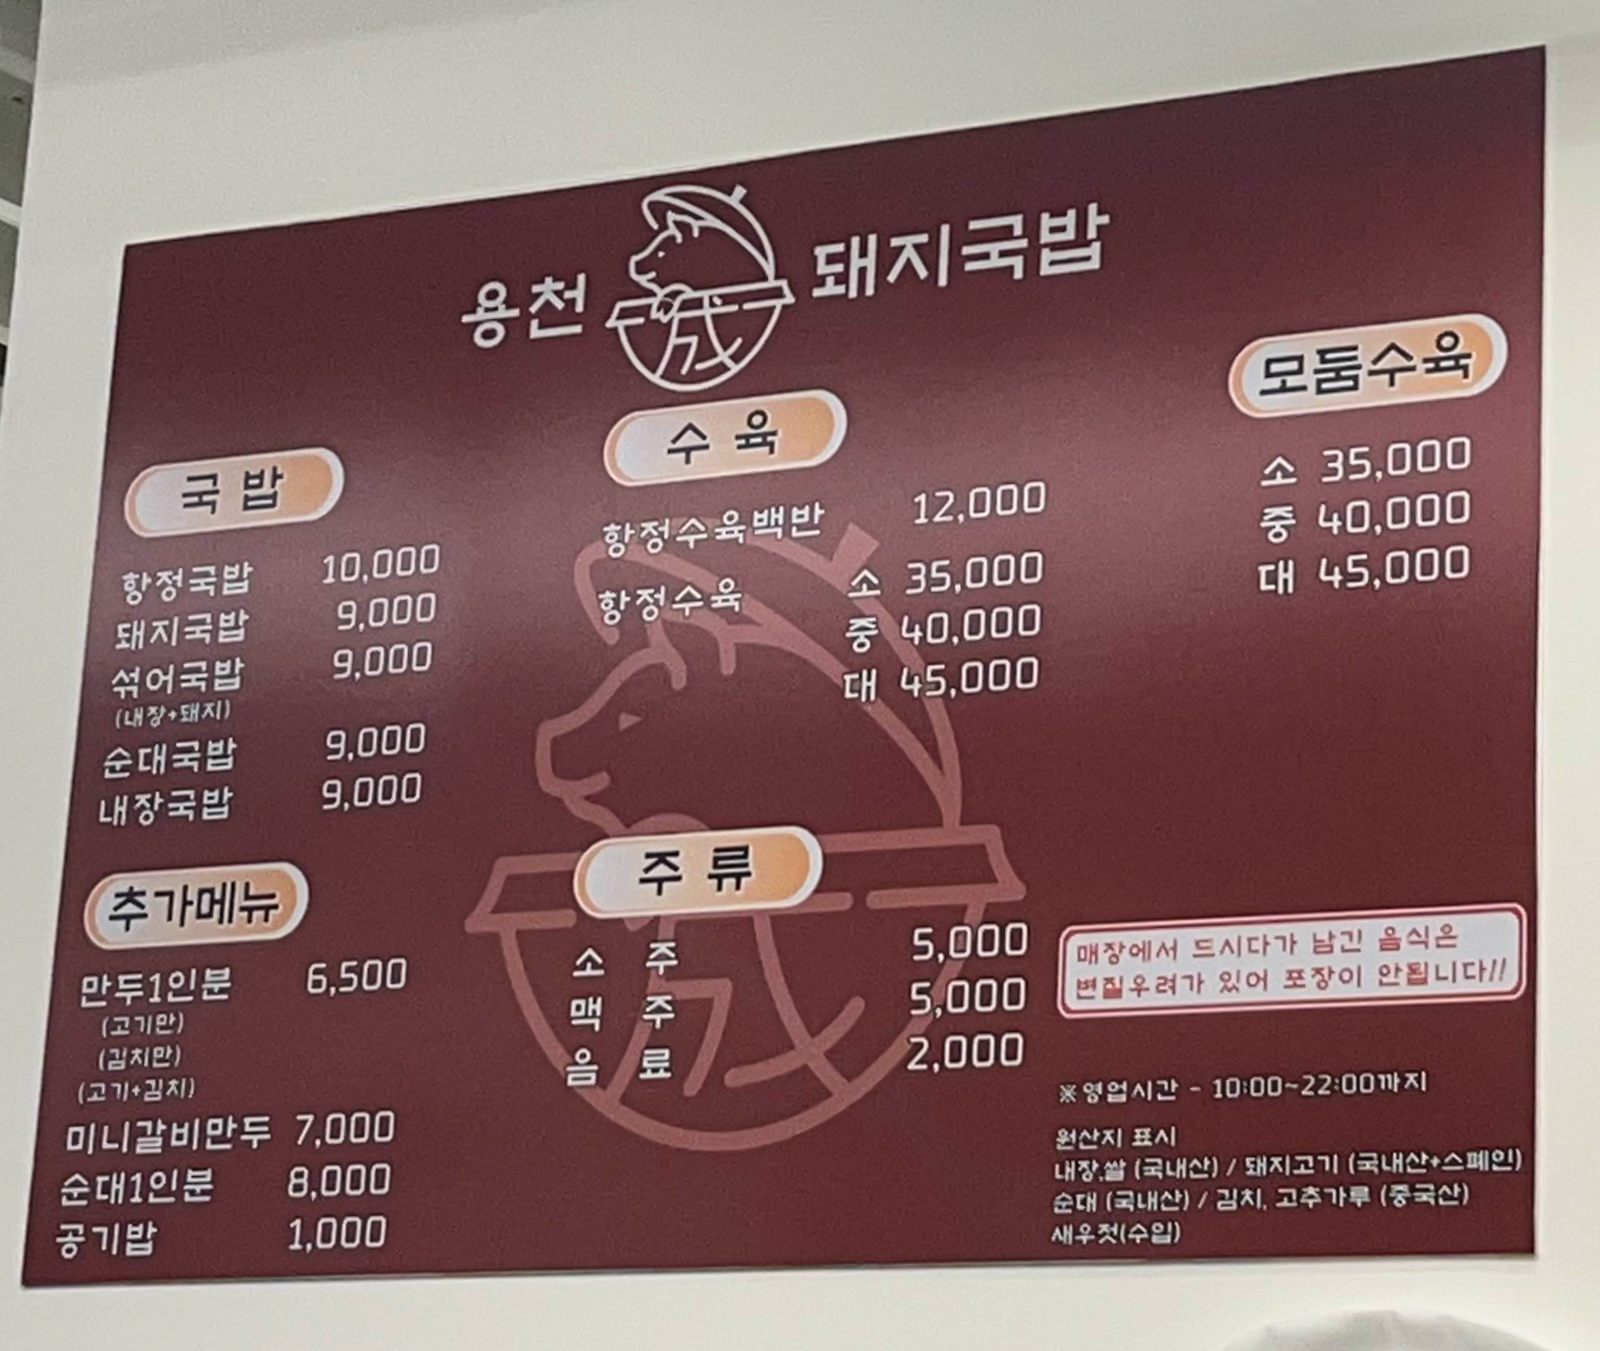 용천 돼지국밥
국밥
항정국밥 10,000
돼지국밥 9,000
섞어국밥 9,000
(내장+돼지)
순대국밥 9,000
내장국밥 9,000
수육
항정수육백반 12,000
항정수육 소 35,000
중 40,000
대 45,000
모둠수육
소 35,000
중 40,000
대 45,000
추가메뉴
만두1인분 6,500
(고기만)
(김치만)
(고기+김치)
미니갈비만두 7,000
순대1인분 8,000
공기밥 1,000
주류
소주 5,000
맥주 5,000
음료 2,000
매장에서 드시다가 남긴 음식은
변질우려가 있어 포장이 안됩니다!!
※영업시간 - 10:00~22:00까지
원산지 표시
내장,쌀 (국내산) / 돼지고기 (국내산+스페인)
순대 (국내산) / 김치, 고추가루 (중국산)
새우젓(수입)